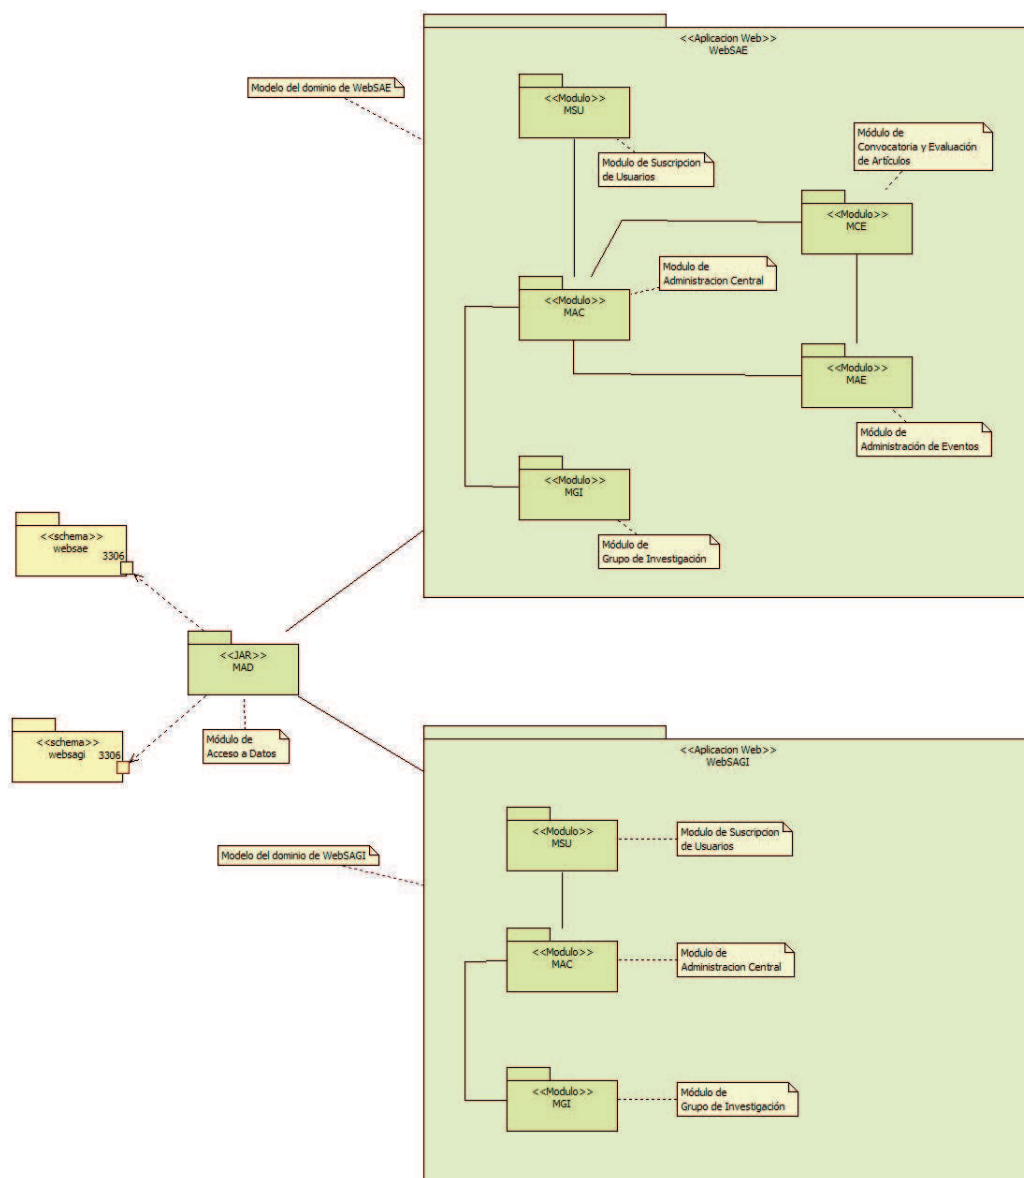 <<Aplicacion Web>>
WebSAE
Modelo del dominio de WebSAE
<<Modulo>>
MSU
Modulo de Suscripcion
de Usuarios
Módulo de
Convocatoria y Evaluación
de Artículos
<<Modulo>>
MCE
Modulo de
Administracion Central
<<Modulo>>
MAC
<<Modulo>>
MAE
Módulo de
Administración de Eventos
<<Modulo>>
MGI
Módulo de
Grupo de Investigación
<<schema>>
websae
3306
<<JAR>>
MAD
<<schema>>
websagi
3306
Módulo de
Acceso a Datos
<<Aplicacion Web>>
WebSAGI
<<Modulo>>
MSU
Modulo de Suscripcion
de Usuarios
Modelo del dominio de WebSAGI
<<Modulo>>
MAC
Modulo de
Administracion Central
<<Modulo>>
MGI
Módulo de
Grupo de Investigación